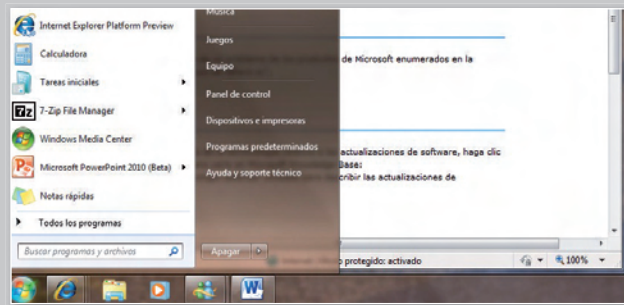 Internet Explorer Platform Preview
Calculadora
Tareas iniciales
7z 7-Zip File Manager
Windows Media Center
Microsoft PowerPoint 2010 (Beta)
Notas rápidas
Todos los programas
Buscar programas y archivos
Música
Juegos
Equipo
Panel de control
Dispositivos e impresoras
Programas predeterminados
Ayuda y soporte técnico
Apagar
de Microsoft enumerados en la
actualizaciones de software, haga clic
Base:
cribir las actualizaciones de
protegido: activado
100%